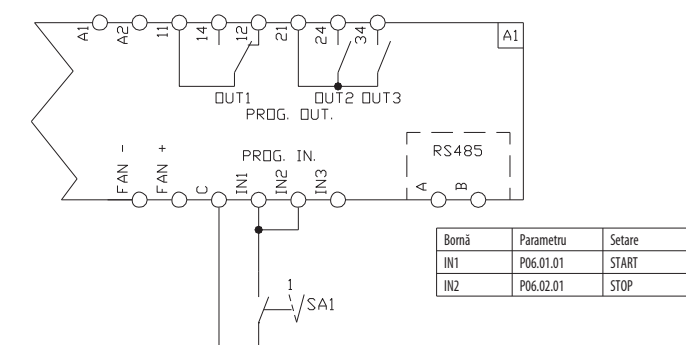 A1
A2
11
14
12
21
24
34
A1
OUT1
OUT2
OUT3
PROG. OUT.
PROG. IN.
RS485
FAN -
FAN +
C
IN1
IN2
IN3
A
B
Bornă Parametru Setare
IN1 P06.01.01 START
IN2 P06.02.01 STOP
1
SA1